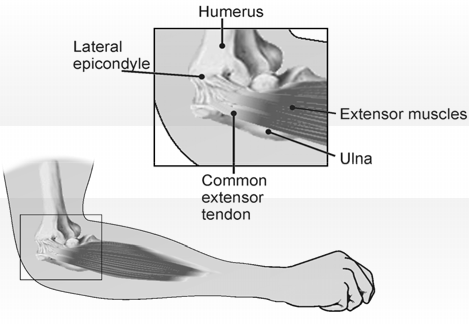 Humerus
Lateral
epicondyle
Extensor muscles
Ulna
Common
extensor
tendon